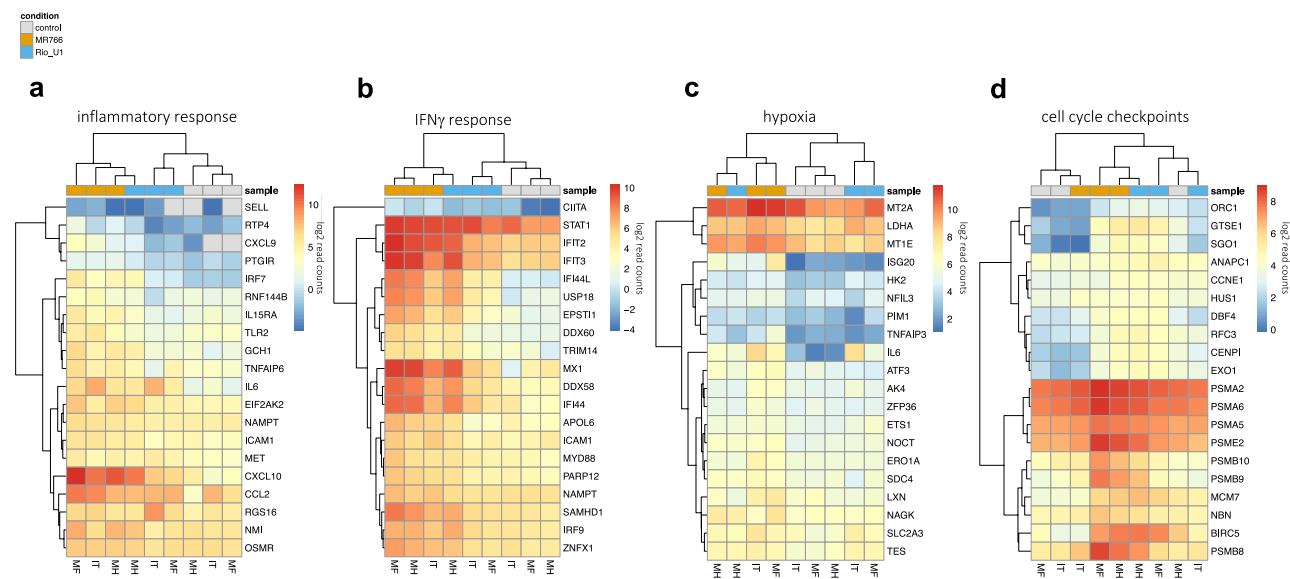 condition
control
MR766
Rio_U1
a
inflammatory response
sample
SELL
RTP4
CXCL9
PTGIR
IRF7
RNF144B
IL15RA
TLR2
GCH1
TNFAIP6
IL6
EIF2AK2
NAMPT
ICAM1
MET
CXCL10
CCL2
RGS16
NMI
OSMR
MF IT MH MH IT MF MH IT MF
10
5
0
log2 read counts
b
IFNγ response
sample
CIITA
STAT1
IFIT2
IFIT3
IFI44L
USP18
EPSTI1
DDX60
TRIM14
MX1
DDX58
IFI44
APOL6
ICAM1
MYD88
PARP12
NAMPT
SAMHD1
IRF9
ZNFX1
MF MH IT MH IT MF IT MF MH
10
8
6
4
2
0
−2
−4
log2 read counts
c
hypoxia
sample
MT2A
LDHA
MT1E
ISG20
HK2
NFIL3
PIM1
TNFAIP3
IL6
ATF3
AK4
ZFP36
ETS1
NOCT
ERO1A
SDC4
LXN
NAGK
SLC2A3
TES
MH MH IT MF IT MF MH IT MF
10
8
6
4
2
log2 read counts
d
cell cycle checkpoints
sample
ORC1
GTSE1
SGO1
ANAPC1
CCNE1
HUS1
DBF4
RFC3
CENPI
EXO1
PSMA2
PSMA6
PSMA5
PSME2
PSMB10
PSMB9
MCM7
NBN
BIRC5
PSMB8
MF IT IT MF MH MH MF MH IT
8
6
4
2
0
log2 read counts